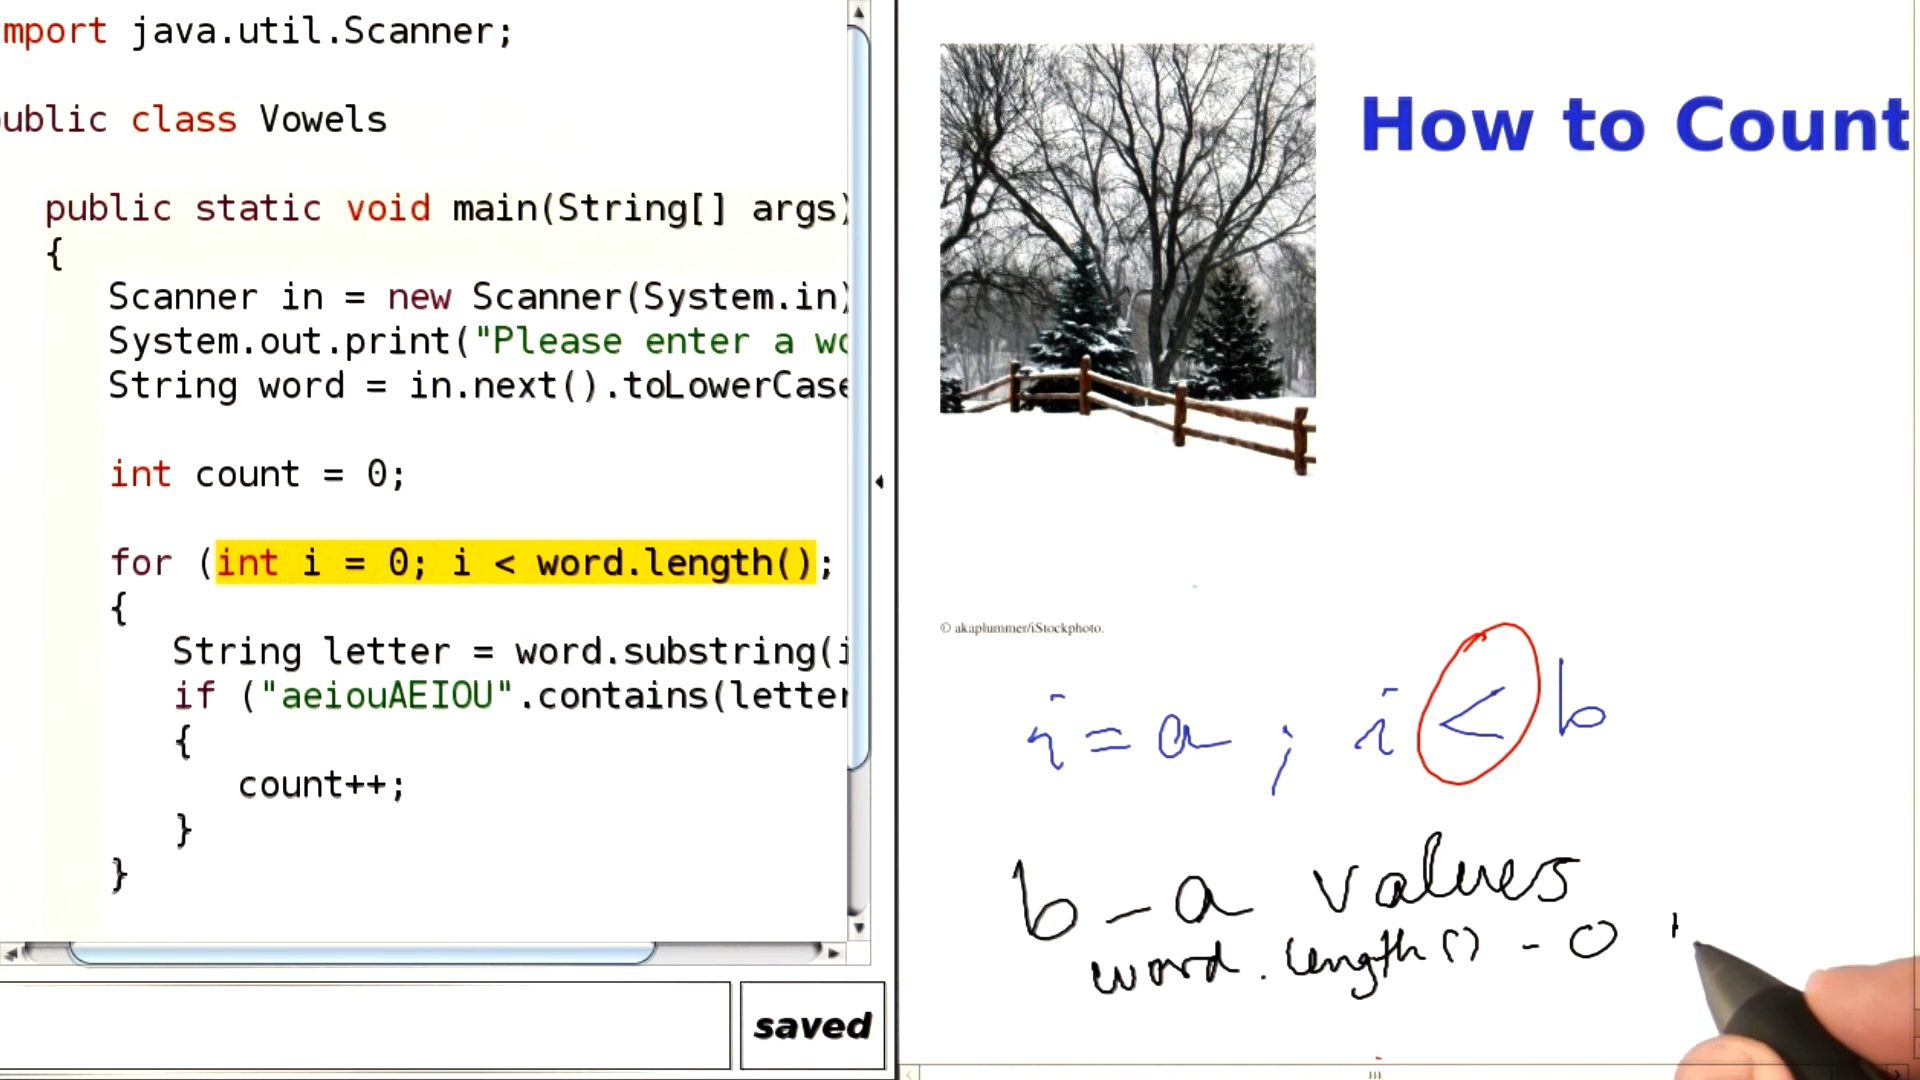 mport java.util.Scanner;
ublic class Vowels
public static void main(String[] args)
{
Scanner in = new Scanner(System.in)
System.out.print("Please enter a wo
String word = in.next().toLowerCase
int count = 0;
for (int i = 0; i < word.length();
{
String letter = word.substring(i
if ("aeiouAEIOU".contains(letter
{
count++;
}
}
saved
How to Count
© akaplummer/iStockphoto.
i = a ; i < b
b - a values
word.length() - 0